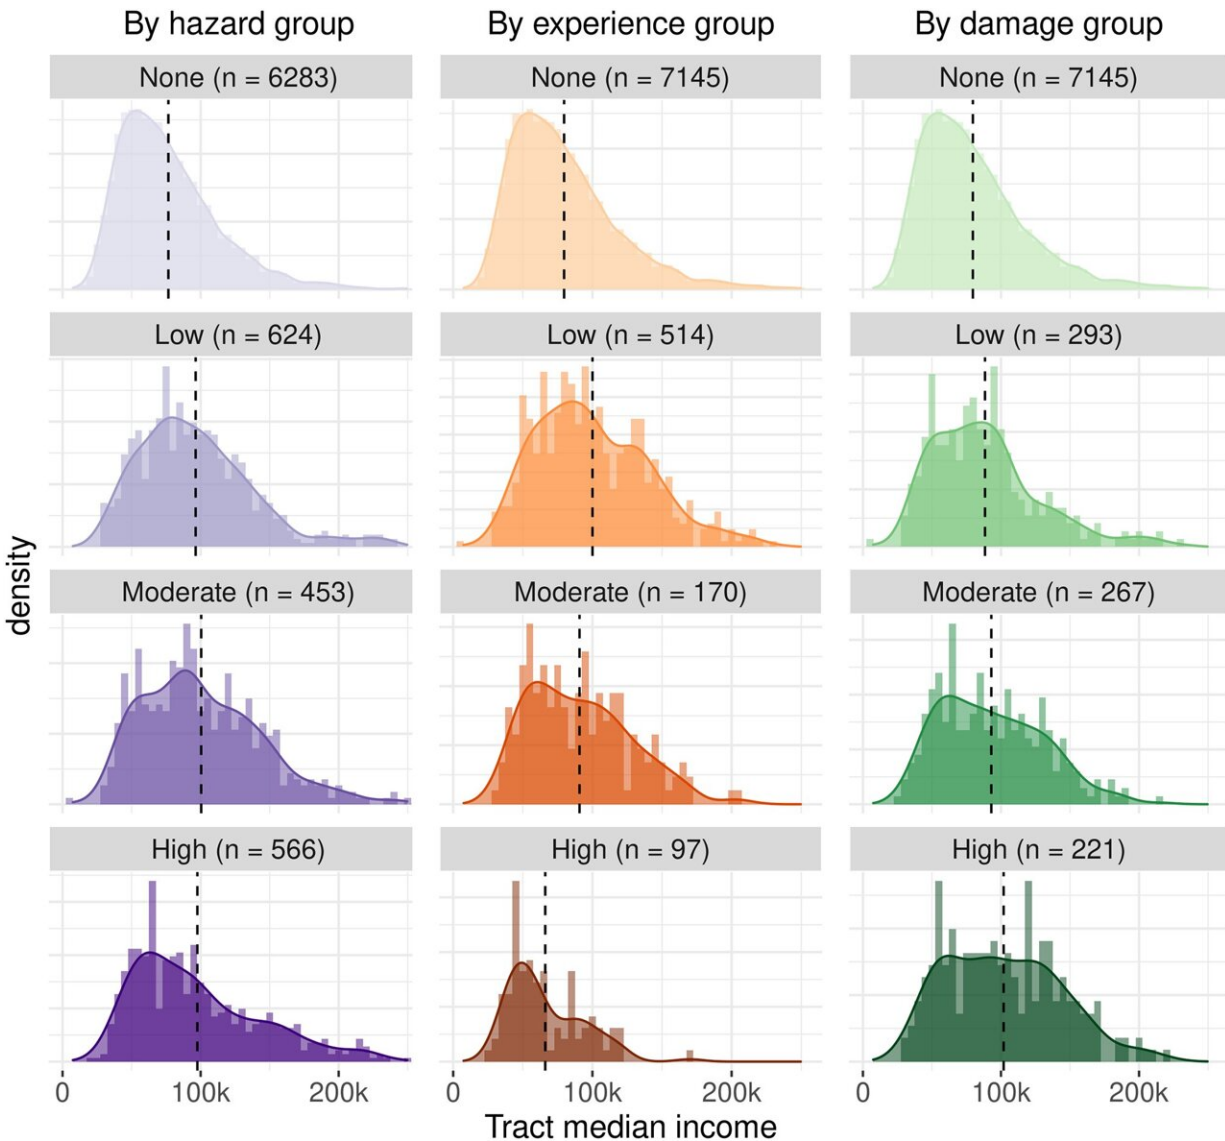 By hazard group
By experience group
By damage group
None (n = 6283)
None (n = 7145)
None (n = 7145)
Low (n = 624)
Low (n = 514)
Low (n = 293)
Moderate (n = 453)
Moderate (n = 170)
Moderate (n = 267)
High (n = 566)
High (n = 97)
High (n = 221)
density
0
100k
200k
0
100k
200k
0
100k
200k
Tract median income